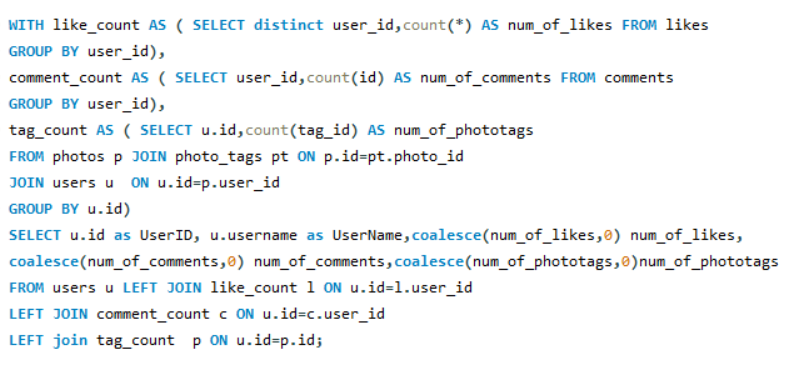 WITH like_count AS ( SELECT distinct user_id,count(*) AS num_of_likes FROM likes
GROUP BY user_id),
comment_count AS ( SELECT user_id,count(id) AS num_of_comments FROM comments
GROUP BY user_id),
tag_count AS ( SELECT u.id,count(tag_id) AS num_of_phototags
FROM photos p JOIN photo_tags pt ON p.id=pt.photo_id
JOIN users u  ON u.id=p.user_id
GROUP BY u.id)
SELECT u.id as UserID, u.username as UserName,coalesce(num_of_likes,0) num_of_likes,
coalesce(num_of_comments,0) num_of_comments,coalesce(num_of_phototags,0)num_of_phototags
FROM users u LEFT JOIN like_count l ON u.id=l.user_id
LEFT JOIN comment_count c ON u.id=c.user_id
LEFT join tag_count  p ON u.id=p.id;